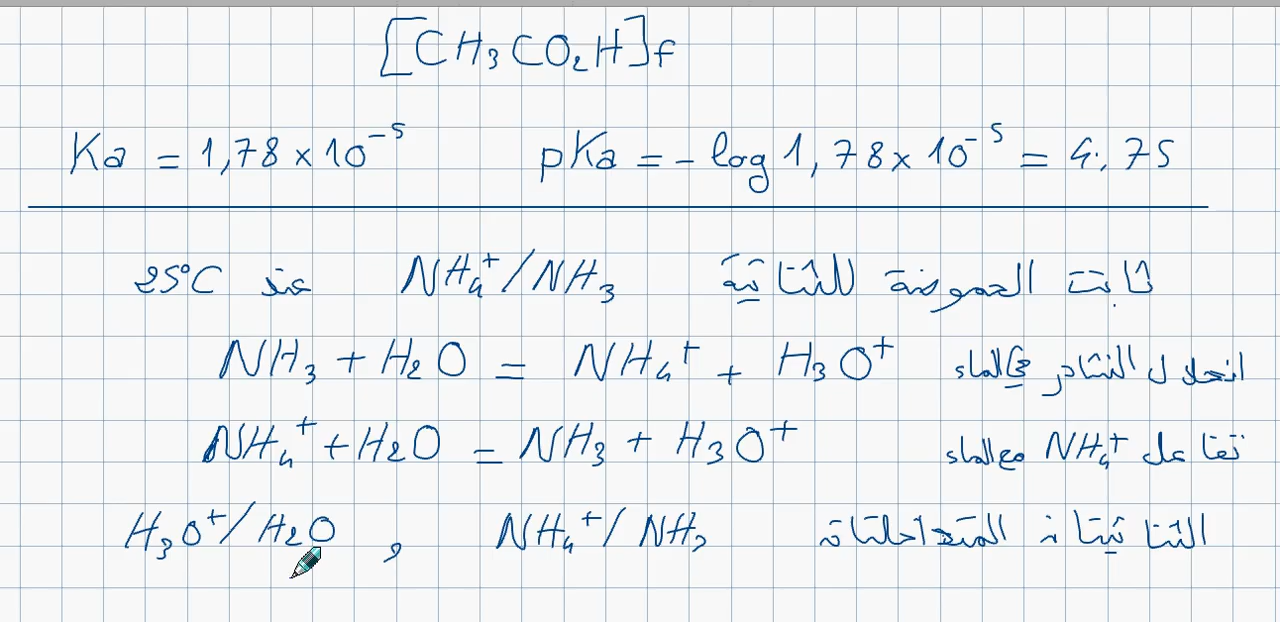 [CH₃CO₂H]f
Ka = 1,78 × 10⁻⁵ pKa = - log 1,78 × 10⁻⁵ = 4.75
ثابت الحموضة للثنائية NH₄⁺/NH₃ عند 25°C
NH₃ + H₂O = NH₄⁺ + H₃O⁺ انحلال النشادر في الماء
NH₄⁺ + H₂O = NH₃ + H₃O⁺ تفاعل NH₄⁺ مع الماء
الثنائيتان المتداخلتان NH₄⁺/NH₃ و H₃O⁺/H₂O